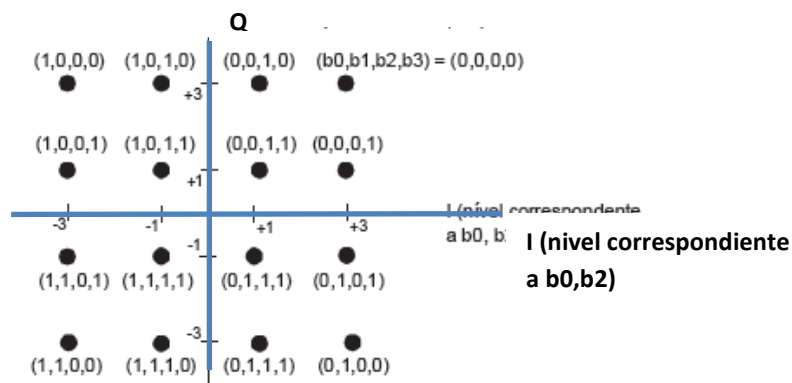 Q
(1,0,0,0) (1,0,1,0) (0,0,1,0) (b0,b1,b2,b3) = (0,0,0,0)
+3
(1,0,0,1) (1,0,1,1) (0,0,1,1) (0,0,0,1)
+1
I (nível correspondente
-3 -1 +1 +3
a b0, b
I (nivel correspondiente
a b0,b2)
-1
(1,1,0,1) (1,1,1,1) (0,1,1,1) (0,1,0,1)
-3
(1,1,0,0) (1,1,1,0) (0,1,1,1) (0,1,0,0)